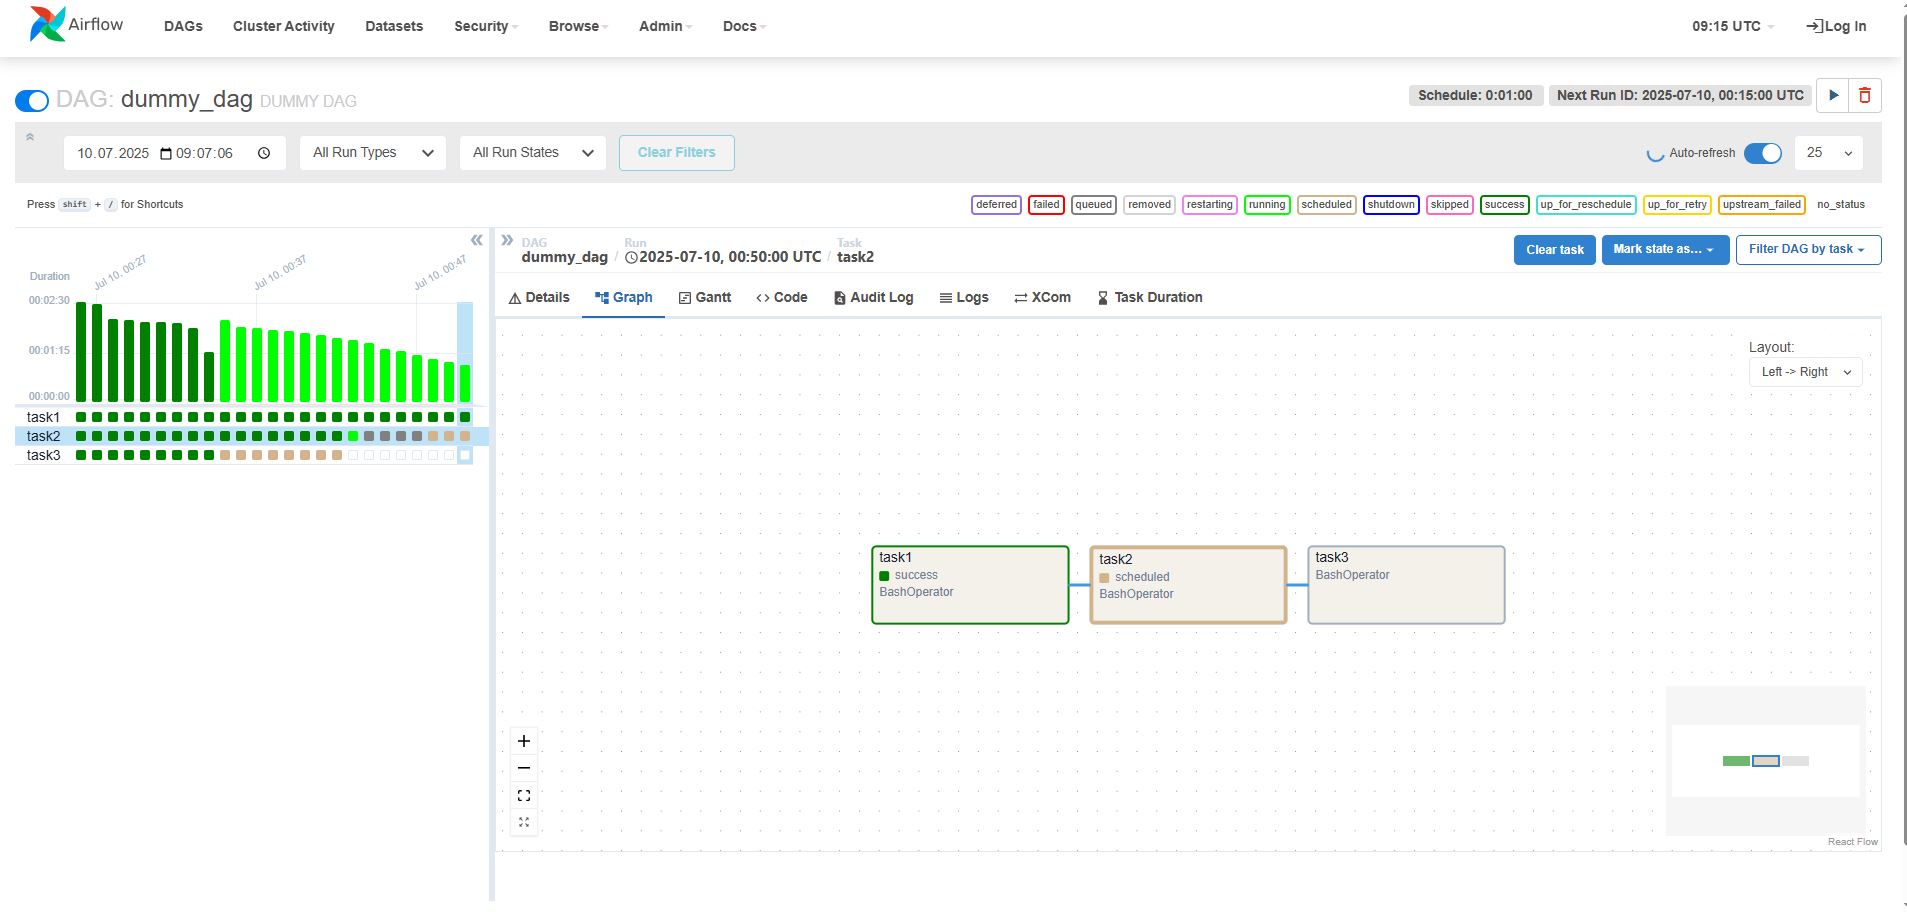 Airflow DAGs Cluster Activity Datasets Security Browse Admin Docs 09:15 UTC Log In
DAG: dummy_dag DUMMY DAG Schedule: 0:01:00 Next Run ID: 2025-07-10, 00:15:00 UTC
10.07.2025 09:07:06 All Run Types All Run States Clear Filters Auto-refresh 25
Press shift + / for Shortcuts deferred failed queued removed restarting running scheduled shutdown skipped success up_for_reschedule up_for_retry upstream_failed no_status
DAG Run Task
dummy_dag / 2025-07-10, 00:50:00 UTC / task2
Clear task Mark state as... Filter DAG by task
Details Graph Gantt Code Audit Log Logs XCom Task Duration
Duration
Jul 10, 00:27 Jul 10, 00:37 Jul 10, 00:47
00:02:30
00:01:15
00:00:00
task1
task2
task3
Layout:
Left -> Right
task1
success
BashOperator
task2
scheduled
BashOperator
task3
BashOperator
React Flow